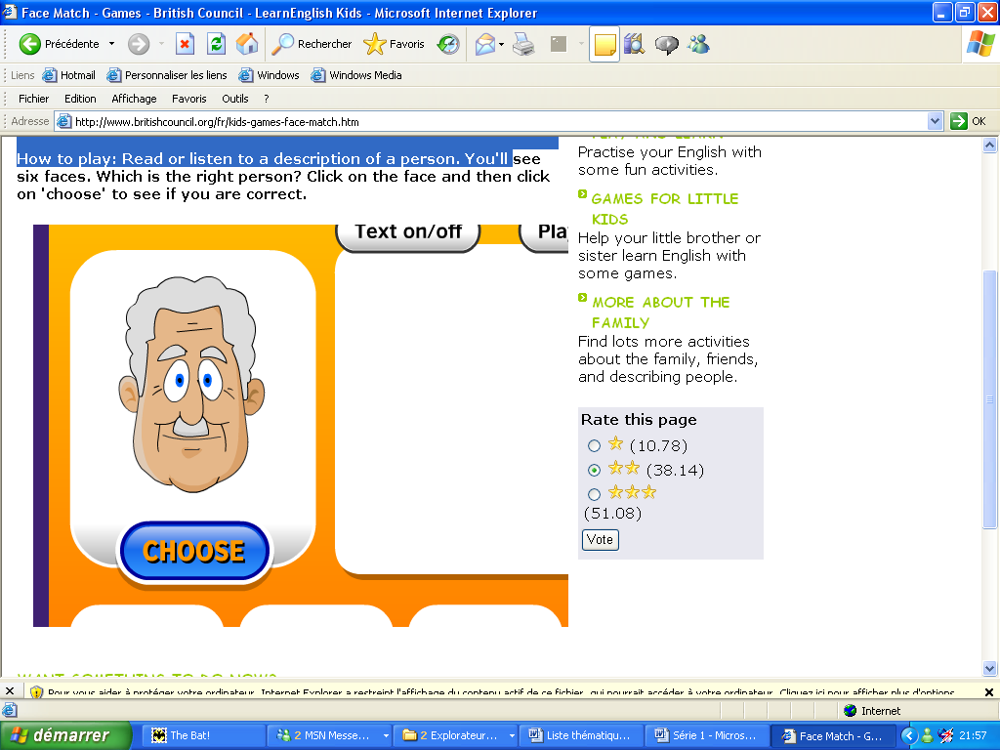 Face Match - Games - British Council - LearnEnglish Kids - Microsoft Internet Explorer
Précédente Rechercher Favoris
Liens Hotmail Personnaliser les liens Windows Windows Media
Fichier Edition Affichage Favoris Outils ?
Adresse http://www.britishcouncil.org/fr/kids-games-face-match.htm OK
How to play: Read or listen to a description of a person. You'll see
six faces. Which is the right person? Click on the face and then click
on 'choose' to see if you are correct.
Text on/off Pla
CHOOSE
Practise your English with
some fun activities.
GAMES FOR LITTLE
KIDS
Help your little brother or
sister learn English with
some games.
MORE ABOUT THE
FAMILY
Find lots more activities
about the family, friends,
and describing people.
Rate this page
(10.78)
(38.14)
(51.08)
Vote
WANT SOMETHING TO DO NOW?
Pour vous aider à protéger votre ordinateur, Internet Explorer a restreint l'affichage du contenu actif de ce fichier, qui pourrait accéder à votre ordinateur. Cliquez ici pour afficher plus d'options
Internet
démarrer The Bat! 2 MSN Messe... 2 Explorateur... Liste thématiqu... Série 1 - Micros... Face Match - G... 21:57